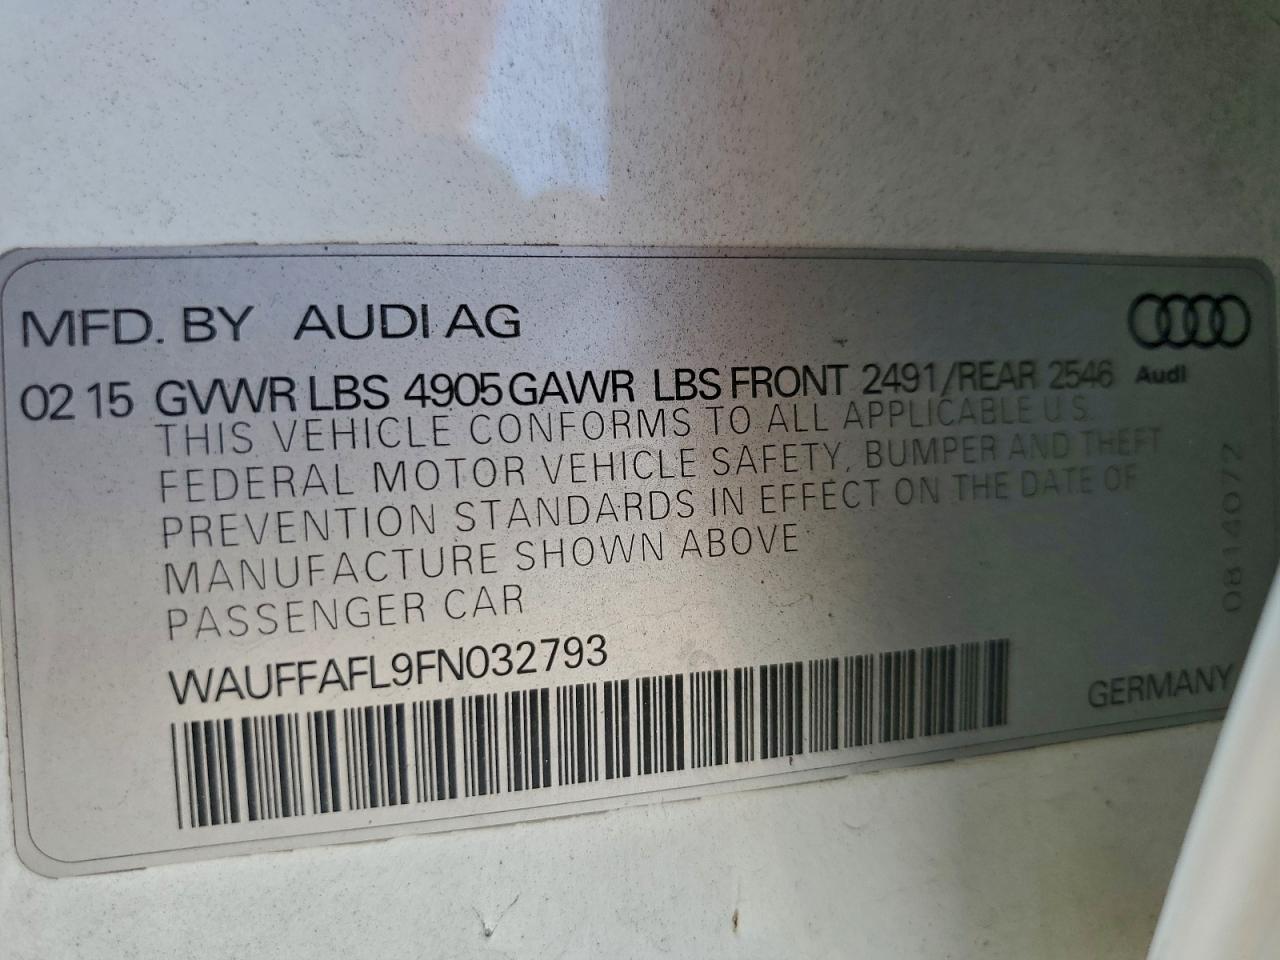 MFD. BY AUDI AG
Audi
02 15 GVWR LBS 4905 GAWR LBS FRONT 2491/REAR 2546
THIS VEHICLE CONFORMS TO ALL APPLICABLE U.S.
FEDERAL MOTOR VEHICLE SAFETY, BUMPER AND THEFT
PREVENTION STANDARDS IN EFFECT ON THE DATE OF
MANUFACTURE SHOWN ABOVE
PASSENGER CAR
WAUFFAFL9FN032793
GERMANY
0814072